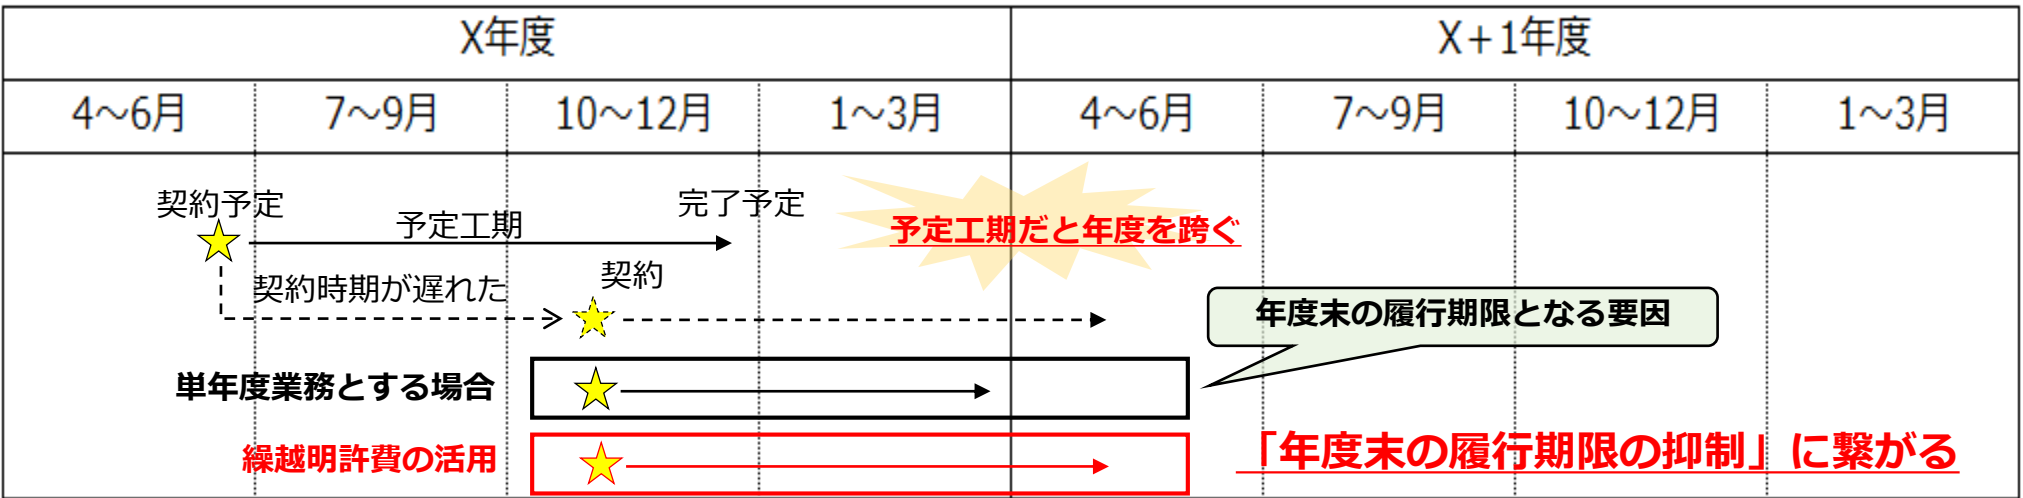 X年度
X+1年度
4～6月
7～9月
10～12月
1～3月
4～6月
7～9月
10～12月
1～3月
契約予定
予定工期
完了予定
予定工期だと年度を跨ぐ
契約時期が遅れた
契約
年度末の履行期限となる要因
単年度業務とする場合
繰越明許費の活用
「年度末の履行期限の抑制」に繋がる